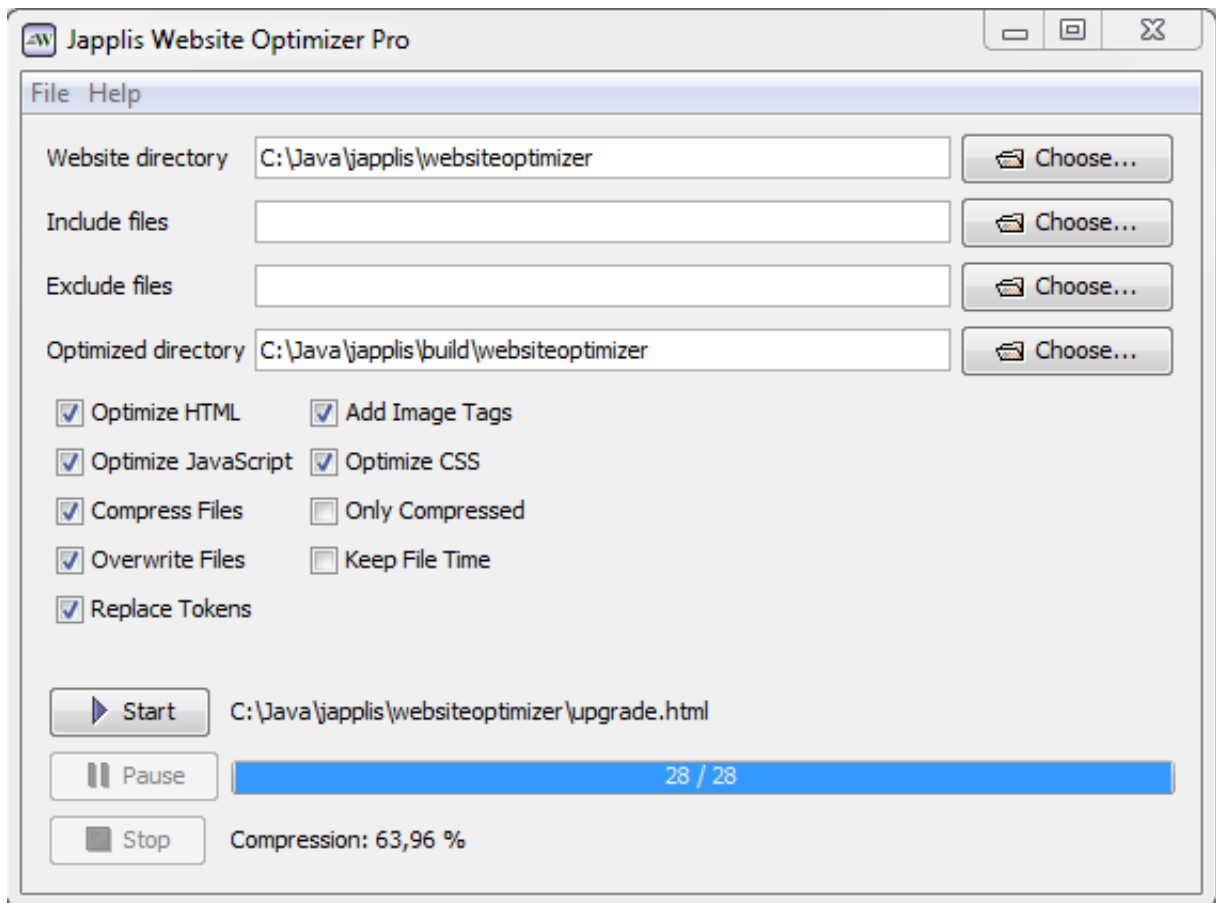 Japplis Website Optimizer Pro
File Help
Website directory C:\Java\japplis\websiteoptimizer Choose...
Include files Choose...
Exclude files Choose...
Optimized directory C:\Java\japplis\build\websiteoptimizer Choose...
Optimize HTML Add Image Tags
Optimize JavaScript Optimize CSS
Compress Files Only Compressed
Overwrite Files Keep File Time
Replace Tokens
Start C:\Java\japplis\websiteoptimizer\upgrade.html
Pause 28 / 28
Stop Compression: 63,96 %